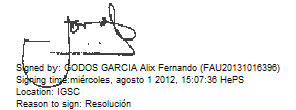 Signed by: GODOS GARCIA Alix Fernando (FAU20131016396)
Signing time:miércoles, agosto 1 2012, 15:07:36 HePS
Location: IGSC
Reason to sign: Resolución